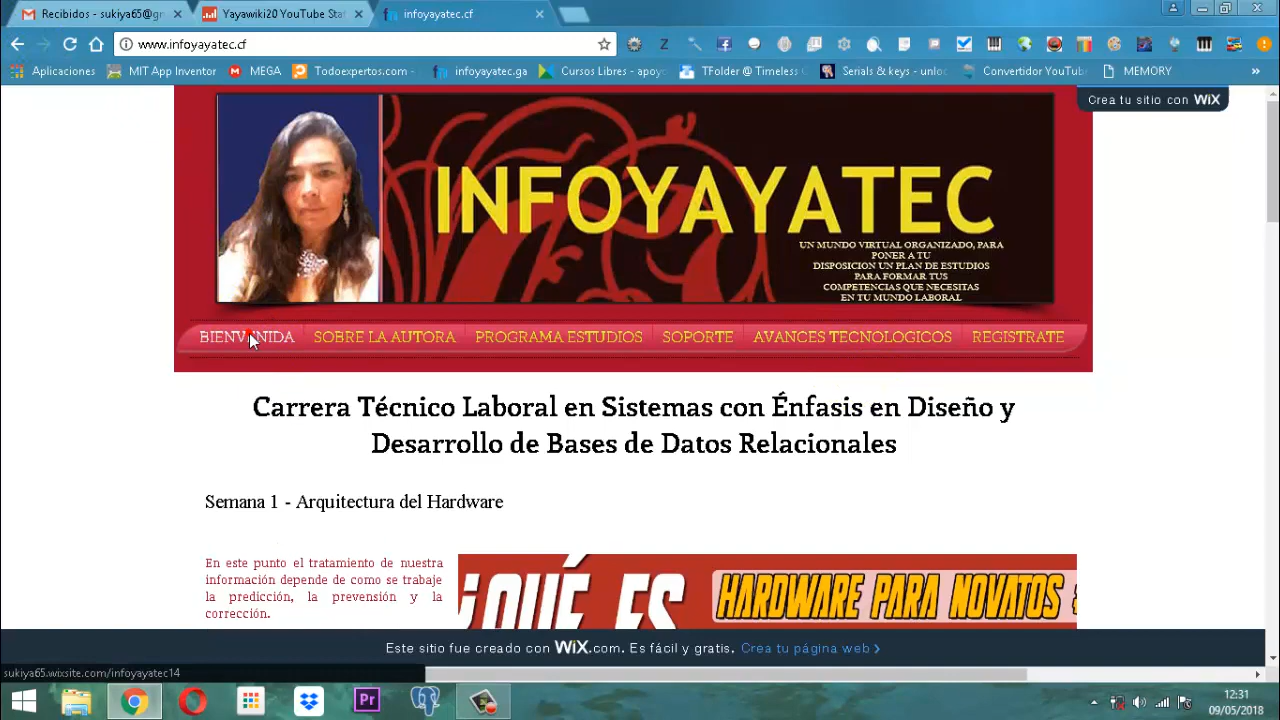 Recibidos - sukiya65@gn
Yayawiki20 YouTube Stat
infoyayatec.cf
www.infoyayatec.cf
Aplicaciones
MIT App Inventor
MEGA
Todoexpertos.com -
infoyayatec.ga
Cursos Libres - apoy
TFolder @ Timeless
Serials & keys - unloc
Convertidor YouTub
MEMORY
Crea tu sitio con WiX
INFOYAYATEC
UN MUNDO VIRTUAL ORGANIZADO, PARA
PONER A TU
DISPOSICION UN PLAN DE ESTUDIOS
PARA FORMAR TUS
COMPETENCIAS QUE NECESITAS
EN TU MUNDO LABORAL
BIENVENIDA
SOBRE LA AUTORA
PROGRAMA ESTUDIOS
SOPORTE
AVANCES TECNOLOGICOS
REGISTRATE
Carrera Técnico Laboral en Sistemas con Énfasis en Diseño y
Desarrollo de Bases de Datos Relacionales
Semana 1 - Arquitectura del Hardware
En este punto el tratamiento de nuestra
información depende de como se trabaje
la predicción, la prevensión y la
corrección.
¿QUÉ ES
HARDWARE PARA NOVATOS
Este sitio fue creado con WiX.com. Es fácil y gratis. Crea tu página web >
sukiya65.wixsite.com/infoyayatec14
Pr
12:31
09/05/2018